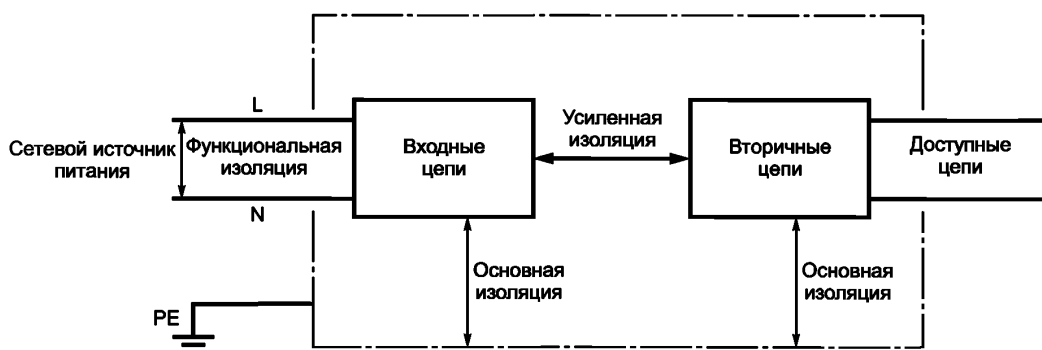 L
Сетевой источник
питания
Функциональная
изоляция
N
Входные
цепи
Усиленная
изоляция
Вторичные
цепи
Доступные
цепи
Основная
изоляция
Основная
изоляция
PE